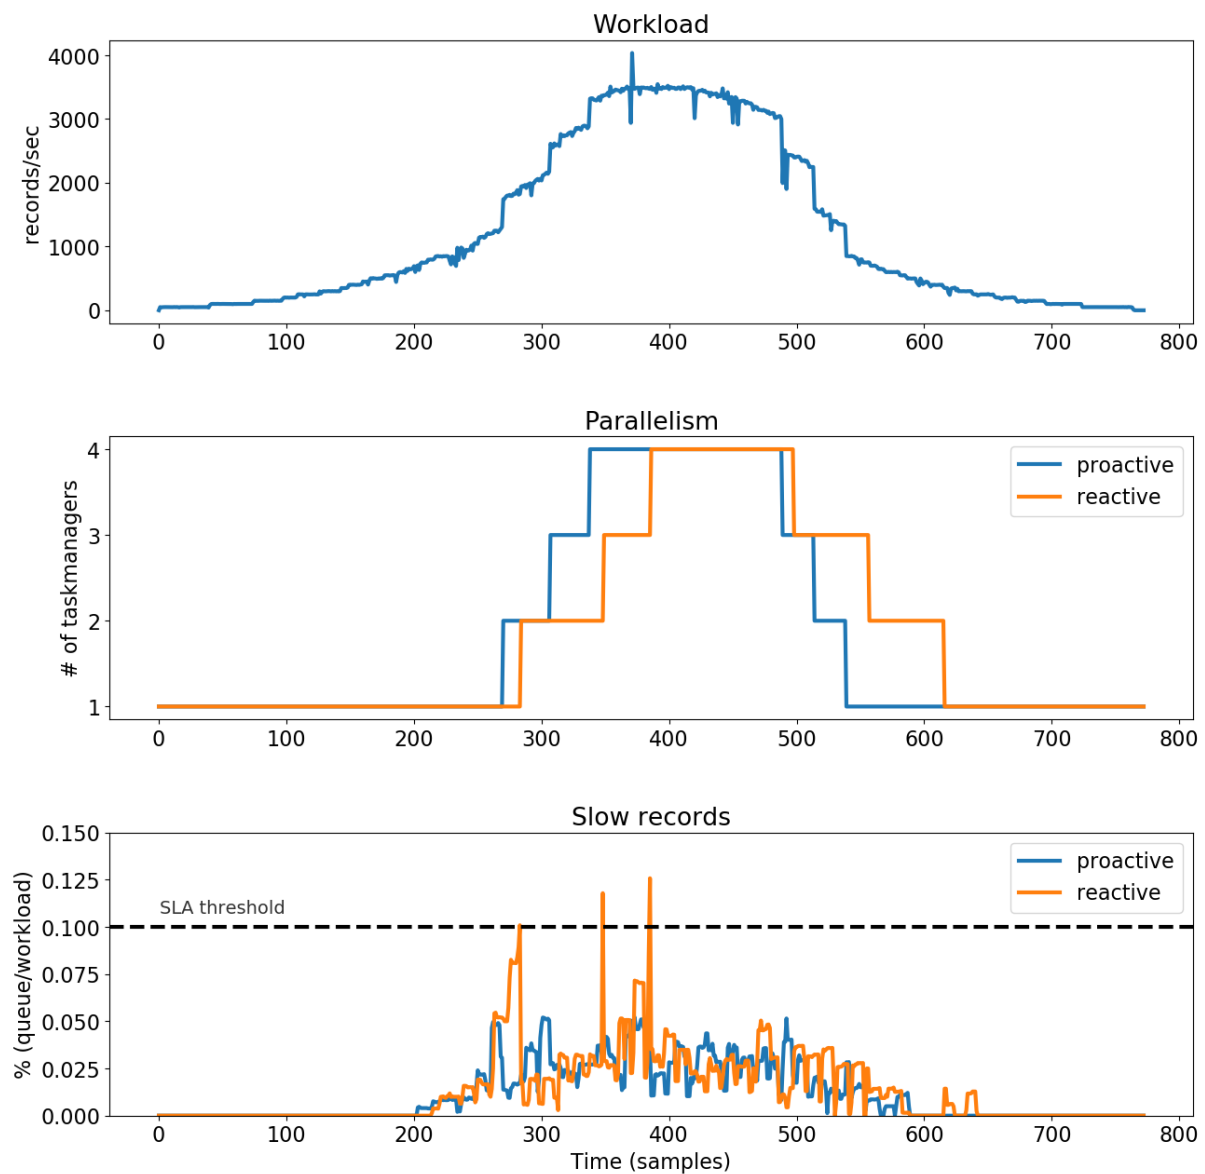 Workload
records/sec
4000
3000
2000
1000
0
0 100 200 300 400 500 600 700 800
Parallelism
# of taskmanagers
4
3
2
1
proactive
reactive
0 100 200 300 400 500 600 700 800
Slow records
% (queue/workload)
0.150
0.125
0.100
0.075
0.050
0.025
0.000
proactive
reactive
SLA threshold
0 100 200 300 400 500 600 700 800
Time (samples)